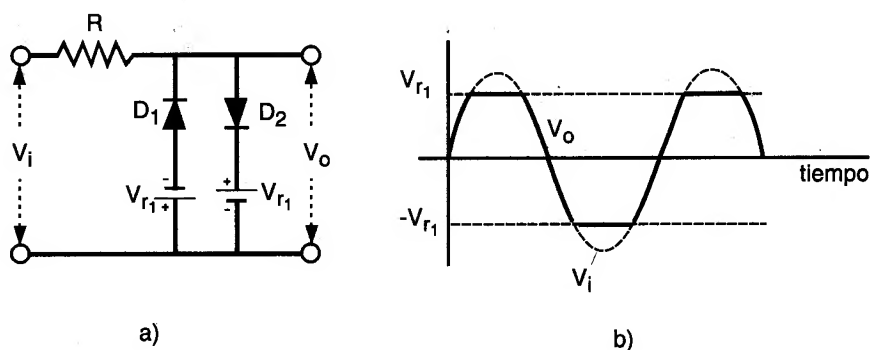 R
D1
D2
Vi
Vo
-
+
Vr1
+
-
Vr1
a)
Vr1
Vo
tiempo
-Vr1
Vi
b)